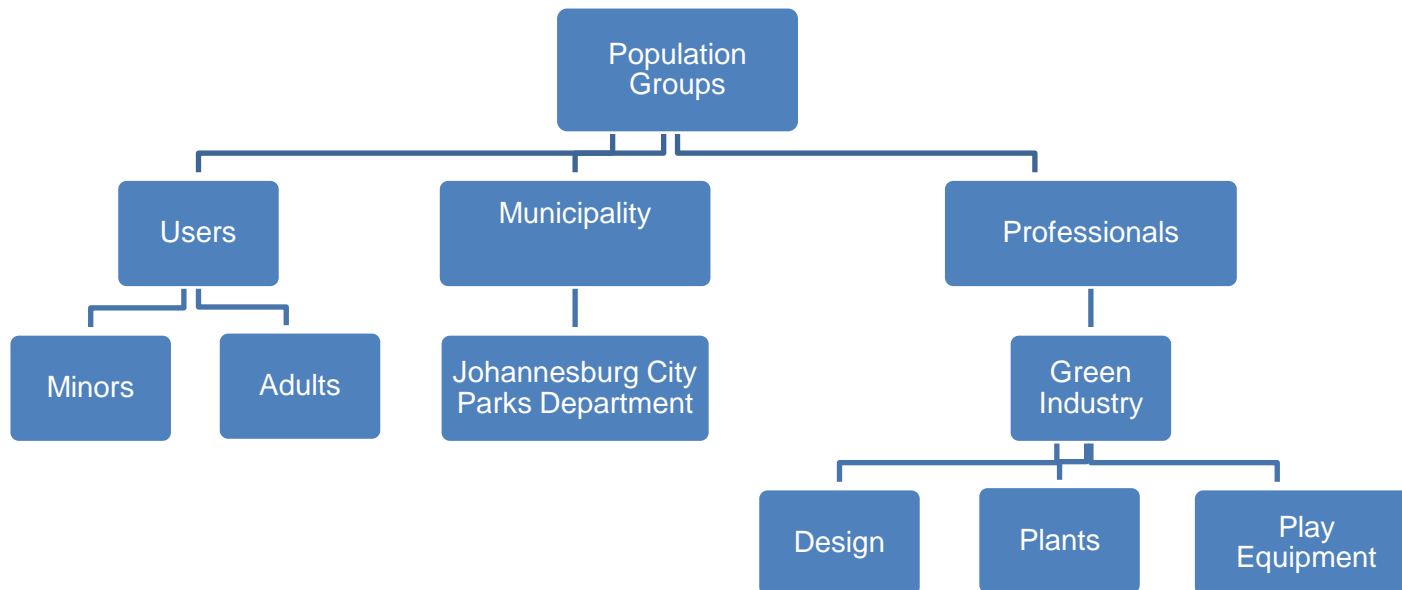 Population
Groups
Users
Municipality
Professionals
Minors
Adults
Johannesburg City
Parks Department
Green
Industry
Design
Plants
Play
Equipment